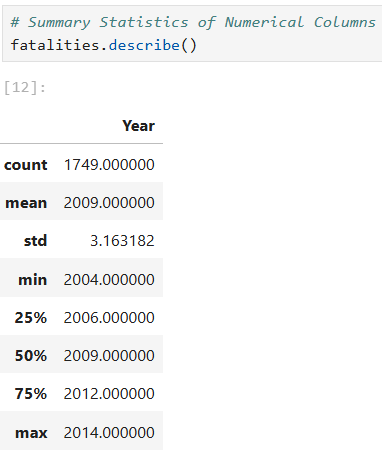 # Summary Statistics of Numerical Columns
fatalities.describe()
[12]:
Year
count 1749.000000
mean 2009.000000
std 3.163182
min 2004.000000
25% 2006.000000
50% 2009.000000
75% 2012.000000
max 2014.000000